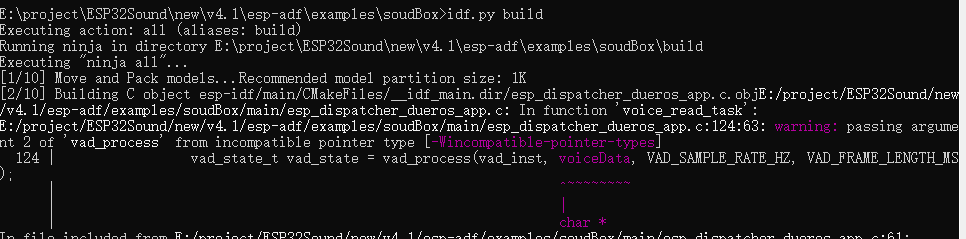 E:\project\ESP32Sound\new\v4.1\esp-adf\examples\soudBox>idf.py build
Executing action: all (aliases: build)
Running ninja in directory E:\project\ESP32Sound\new\v4.1\esp-adf\examples\soudBox\build
Executing "ninja all"...
[1/10] Move and Pack models...Recommended model partition size: 1K
[2/10] Building C object esp-idf/main/CMakeFiles/__idf_main.dir/esp_dispatcher_dueros_app.c.objE:/project/ESP32Sound/new
/v4.1/esp-adf/examples/soudBox/main/esp_dispatcher_dueros_app.c: In function 'voice_read_task':
E:/project/ESP32Sound/new/v4.1/esp-adf/examples/soudBox/main/esp_dispatcher_dueros_app.c:124:63: warning: passing argume
nt 2 of 'vad_process' from incompatible pointer type [-Wincompatible-pointer-types]
124 | vad_state_t vad_state = vad_process(vad_inst, voiceData, VAD_SAMPLE_RATE_HZ, VAD_FRAME_LENGTH_MS
);
| ^~~~~~~~~
| |
| char *
In file included from E:/project/ESP32Sound/new/v4.1/esp-adf/examples/soudBox/main/esp_dispatcher_dueros_app.c:61: